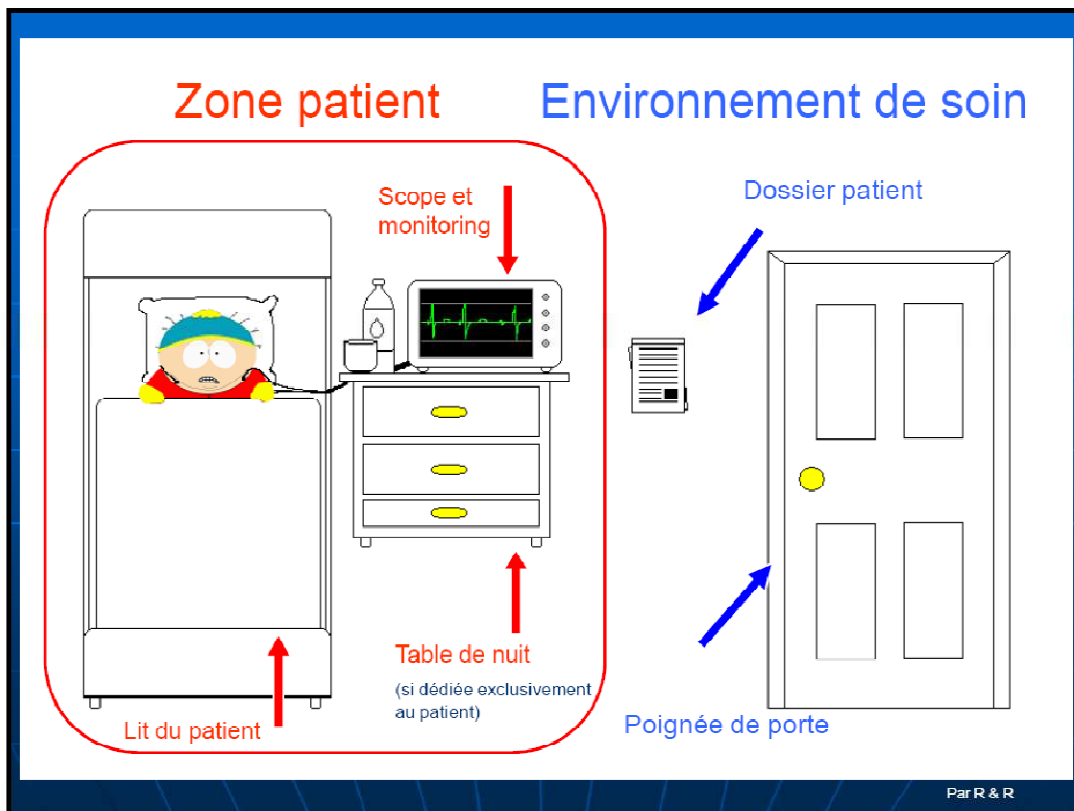 Zone patient
Environnement de soin
Scope et
monitoring
Dossier patient
Table de nuit
(si dédiée exclusivement
au patient)
Lit du patient
Poignée de porte
Par R & R